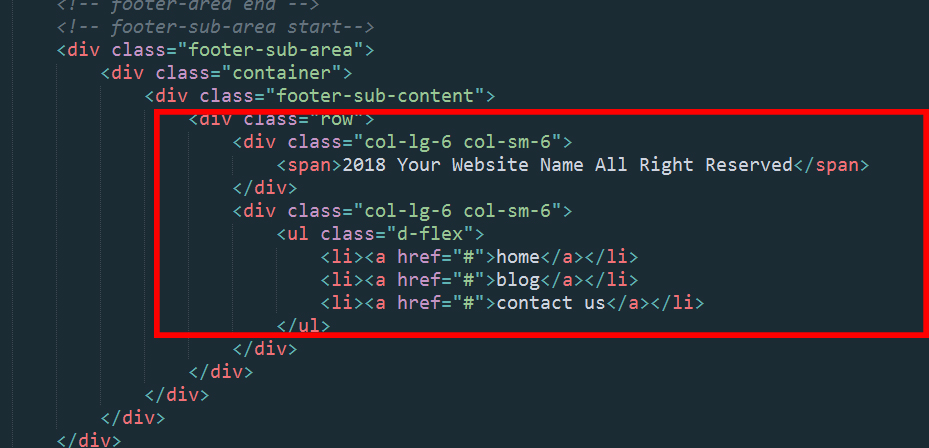 <!-- footer-area end -->
<!-- footer-sub-area start-->
<div class="footer-sub-area">
<div class="container">
<div class="footer-sub-content">
<div class="row">
<div class="col-lg-6 col-sm-6">
<span>2018 Your Website Name All Right Reserved</span>
</div>
<div class="col-lg-6 col-sm-6">
<ul class="d-flex">
<li><a href="#">home</a></li>
<li><a href="#">blog</a></li>
<li><a href="#">contact us</a></li>
</ul>
</div>
</div>
</div>
</div>
</div>